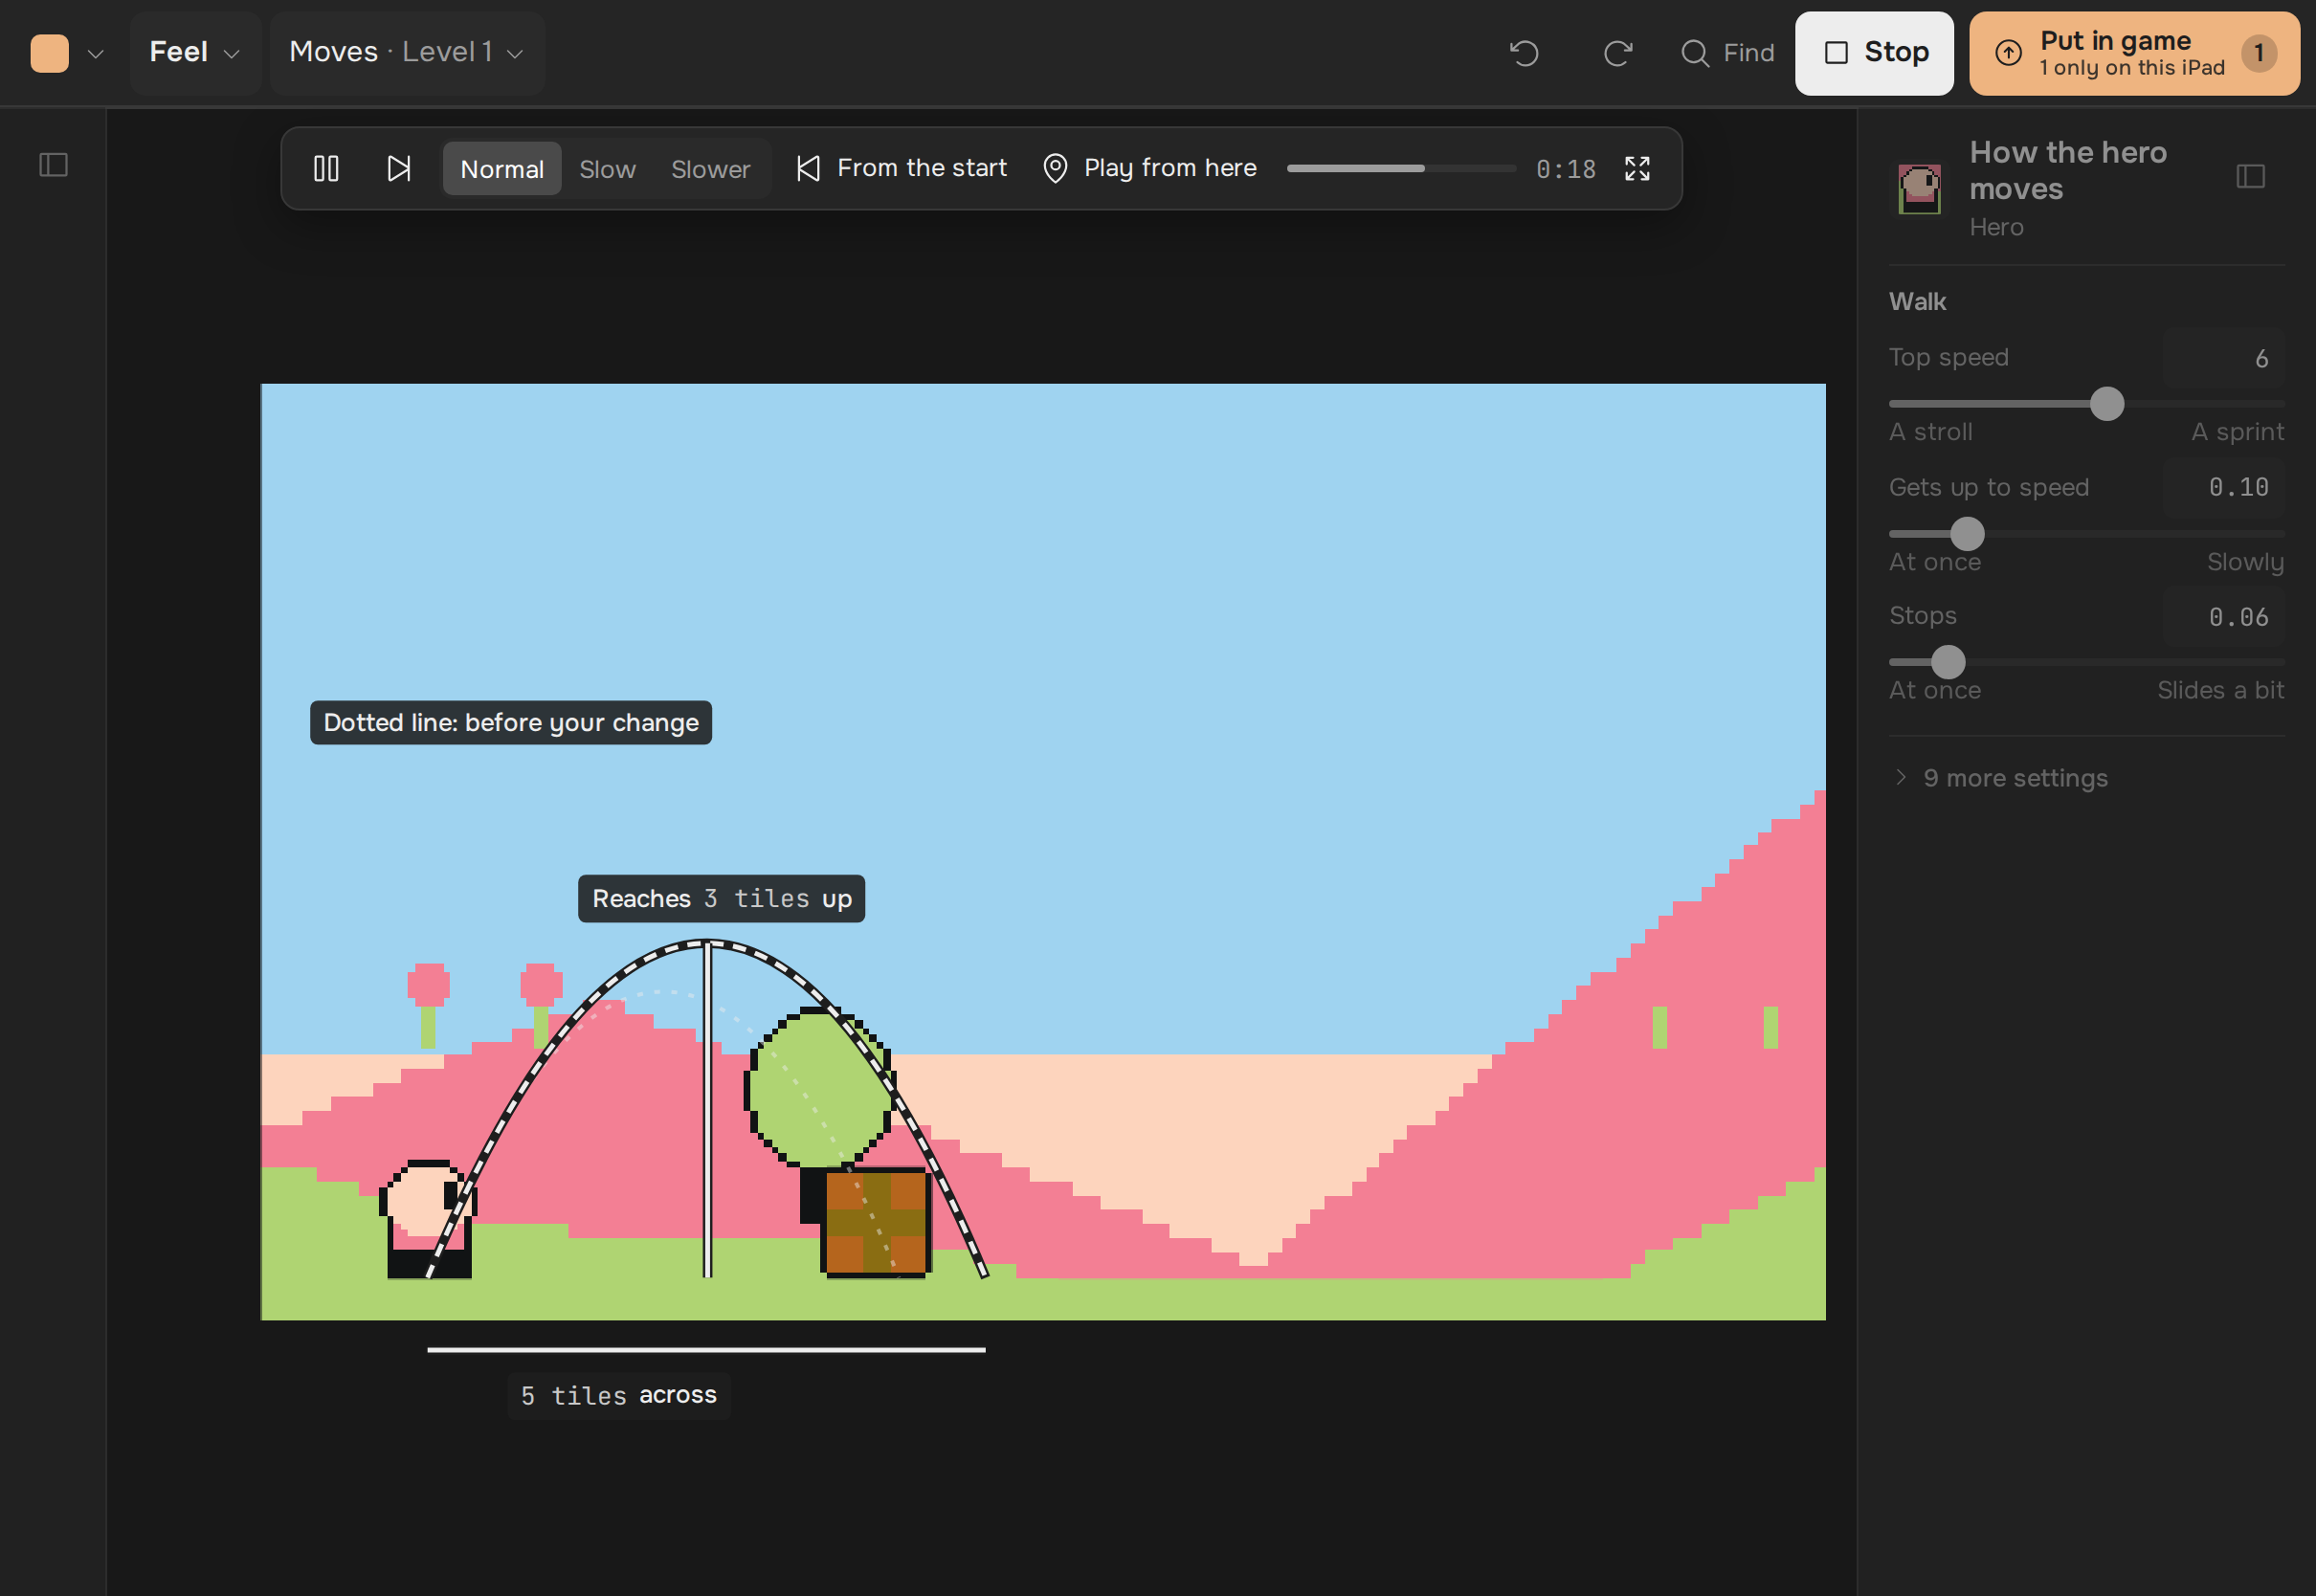 Feel
Moves · Level 1
Find
Stop
Put in game
1 only on this iPad
1
Normal
Slow
Slower
From the start
Play from here
0:18
How the hero
moves
Hero
Walk
Top speed
6
A stroll
A sprint
Gets up to speed
0.10
At once
Slowly
Stops
0.06
At once
Slides a bit
9 more settings
Dotted line: before your change
Reaches 3 tiles up
5 tiles across